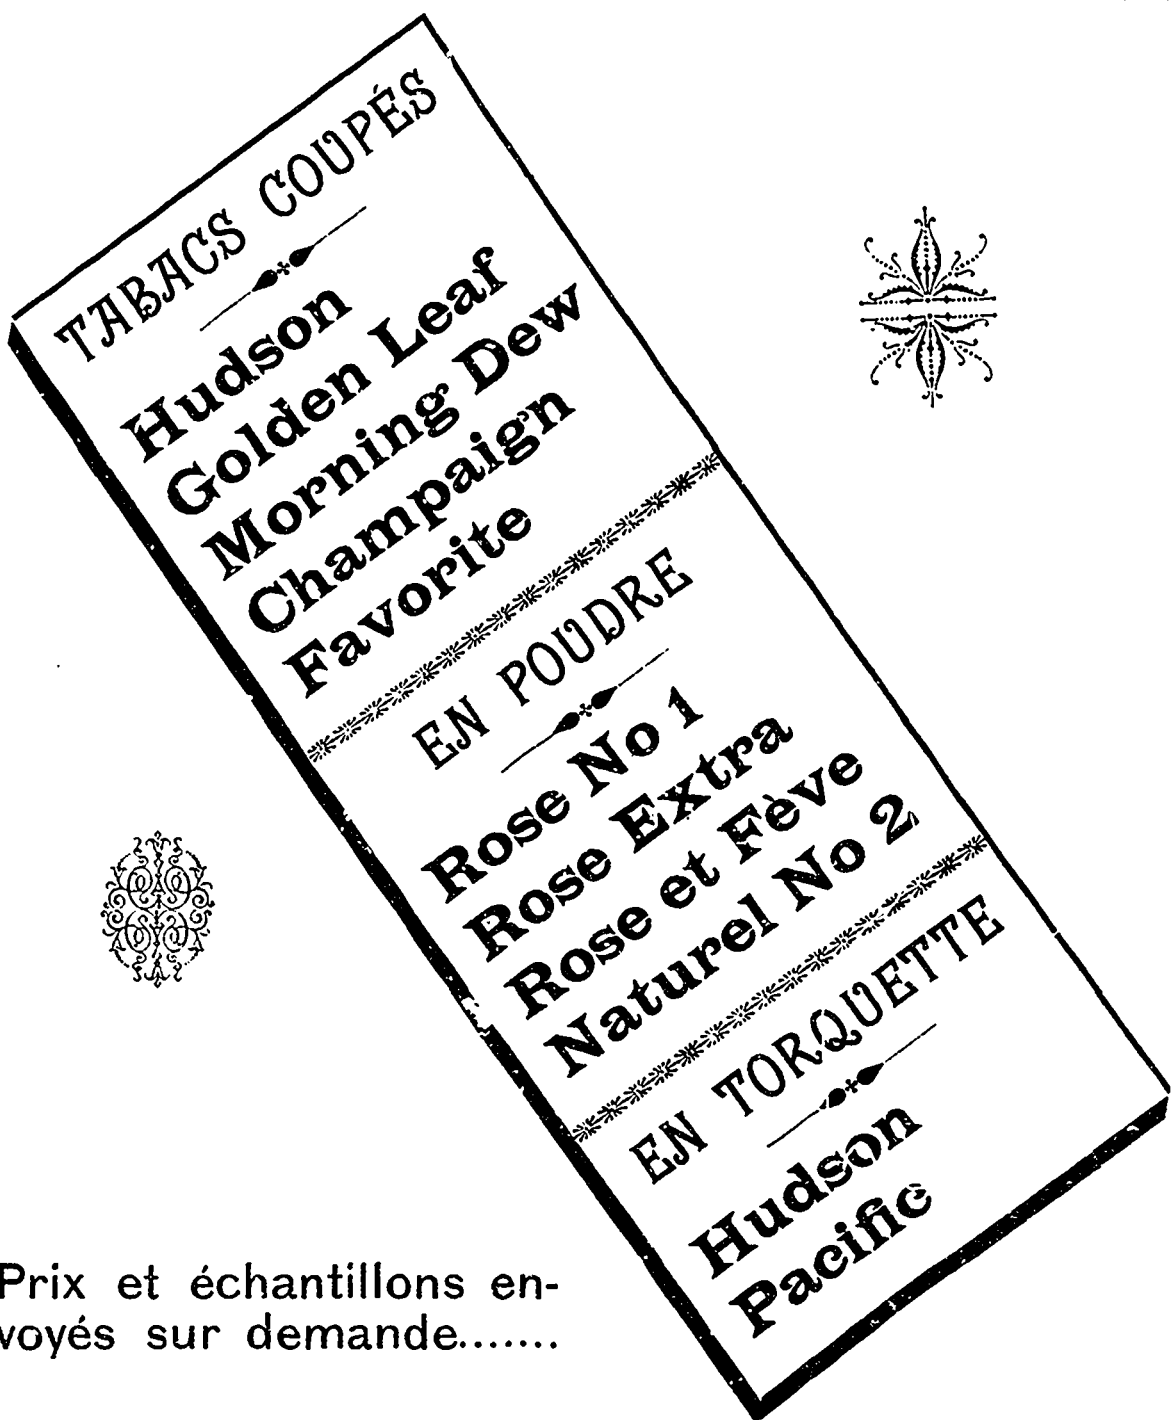 TABACS COUPÉS
Hudson
Golden Leaf
Morning Dew
Champaign
Favorite
EN POUDRE
Rose No 1
Rose Extra
Rose et Fève
Naturel No 2
EN TORQUETTE
Hudson
Pacific
Prix et échantillons en-
voyés sur demande.......